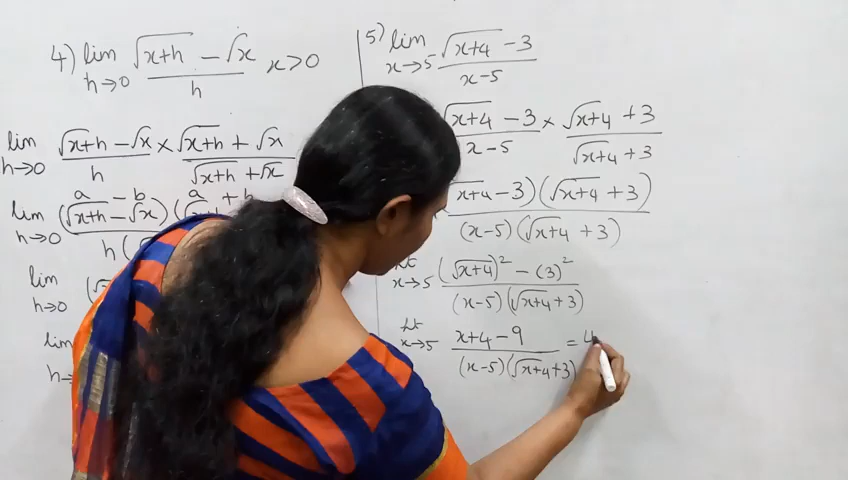 4) lim √(x+h) − √x x>0
h→0 h
lim √x+h − √x × √x+h + √x
h→0 h √x+h + √x
a − b a + b
lim (√x+h − √x)(
h→0 h(
lim
h→0
lim
5) lim √x+4 − 3
x→5 x−5
√x+4 − 3 × √x+4 + 3
x−5 √x+4 + 3
x+4 − 3)(√x+4 + 3)
(x−5)(√x+4 + 3)
lt (√x+4)² − (3)²
x→5 (x−5)(√x+4+3)
lt x+4−9 =
x→5 (x−5)(√x+4+3)